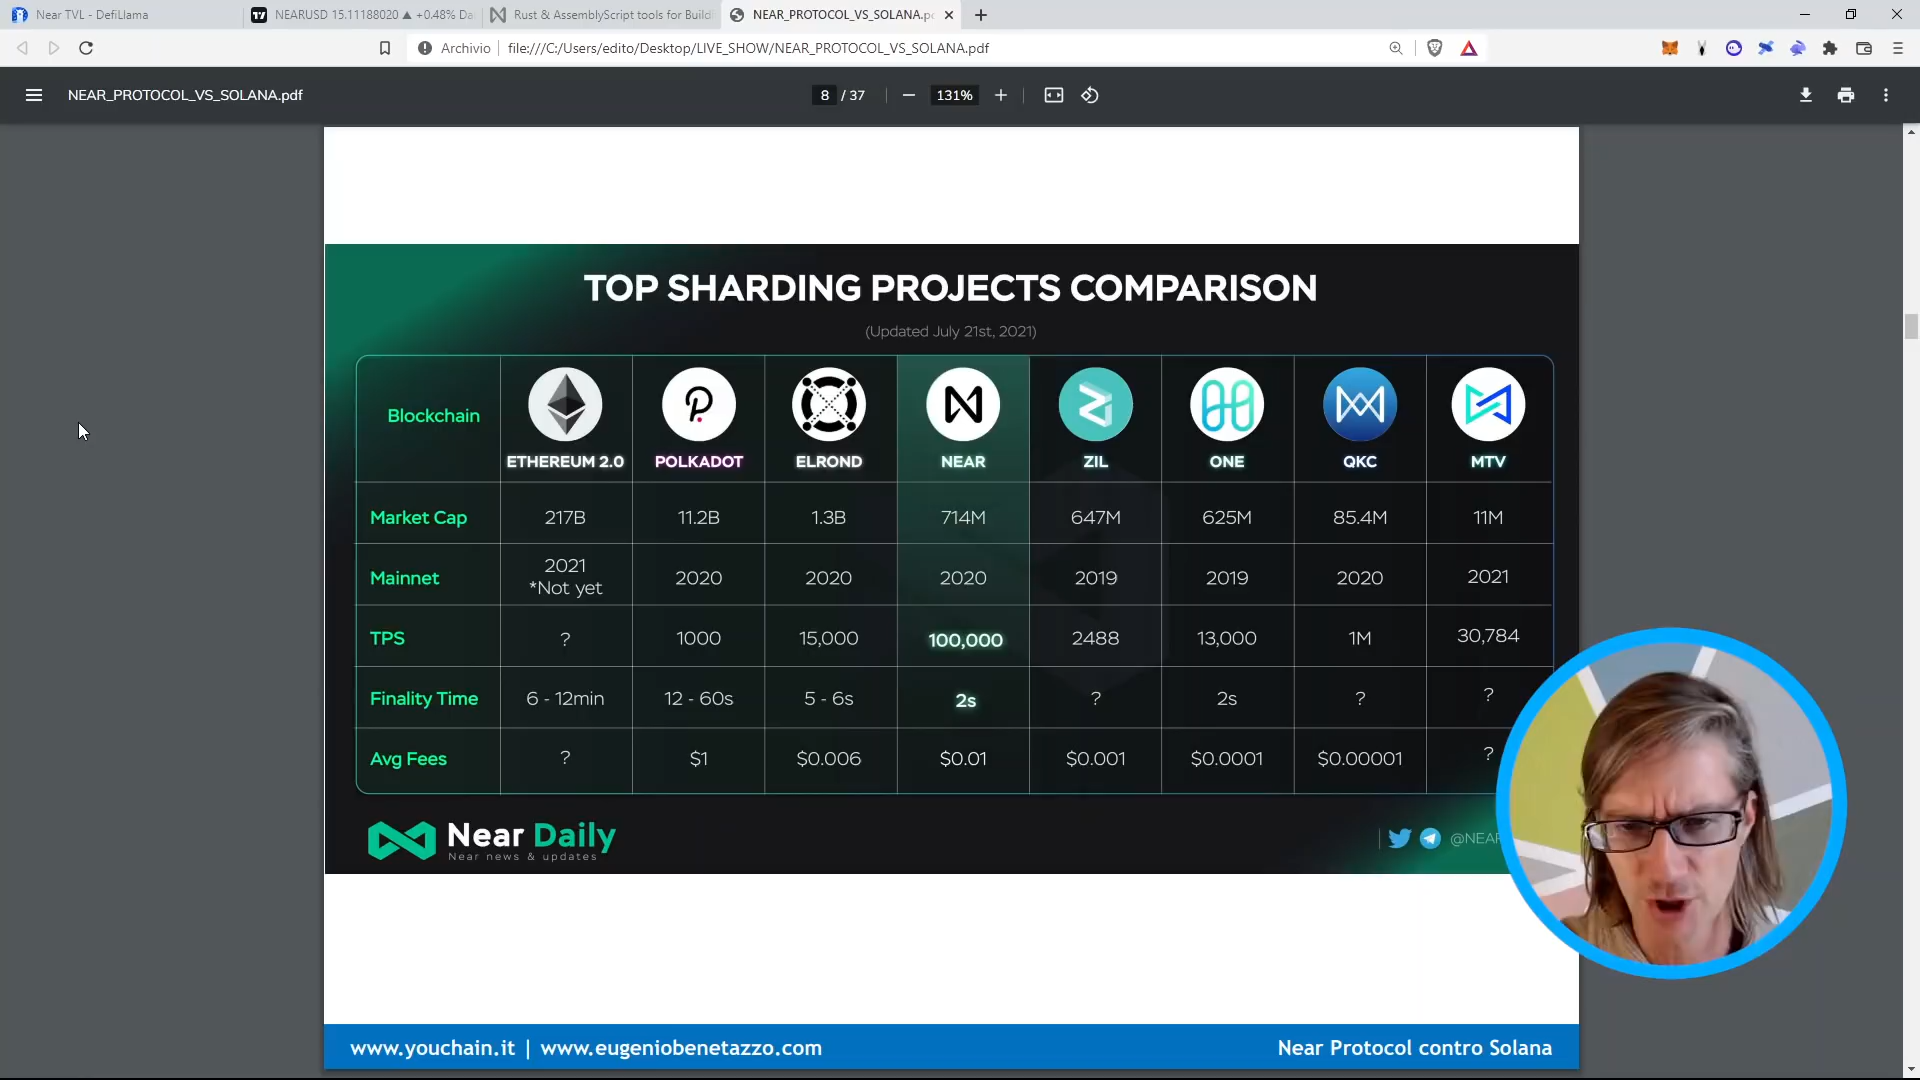 Near TVL - DefiLlama
NEARUSD 15.11188020 ▲ +0.48% Da
Rust & AssemblyScript tools for Build
NEAR_PROTOCOL_VS_SOLANA.p
Archivio
file:///C:/Users/edito/Desktop/LIVE_SHOW/NEAR_PROTOCOL_VS_SOLANA.pdf
NEAR_PROTOCOL_VS_SOLANA.pdf
8 / 37
131%
TOP SHARDING PROJECTS COMPARISON
(Updated July 21st, 2021)
Blockchain
ETHEREUM 2.0 POLKADOT ELROND NEAR ZIL ONE QKC MTV
Market Cap 217B 11.2B 1.3B 714M 647M 625M 85.4M 11M
Mainnet 2021 *Not yet 2020 2020 2020 2019 2019 2020 2021
TPS ? 1000 15,000 100,000 2488 13,000 1M 30,784
Finality Time 6 - 12min 12 - 60s 5 - 6s 2s ? 2s ? ?
Avg Fees ? $1 $0.006 $0.01 $0.001 $0.0001 $0.00001 ?
Near Daily
Near news & updates
@NEAR
www.youchain.it | www.eugeniobenetazzo.com
Near Protocol contro Solana